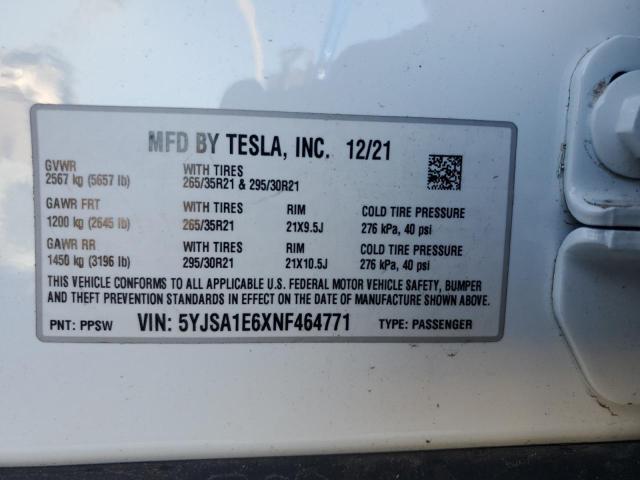 MFD BY TESLA, INC. 12/21
GVWR WITH TIRES
2567 kg (5657 lb) 265/35R21 & 295/30R21
GAWR FRT WITH TIRES RIM COLD TIRE PRESSURE
1200 kg (2645 lb) 265/35R21 21X9.5J 276 kPa, 40 psi
GAWR RR WITH TIRES RIM COLD TIRE PRESSURE
1450 kg (3196 lb) 295/30R21 21X10.5J 276 kPa, 40 psi
THIS VEHICLE CONFORMS TO ALL APPLICABLE U.S. FEDERAL MOTOR VEHICLE SAFETY, BUMPER
AND THEFT PREVENTION STANDARDS IN EFFECT ON THE DATE OF MANUFACTURE SHOWN ABOVE.
PNT: PPSW VIN: 5YJSA1E6XNF464771 TYPE: PASSENGER